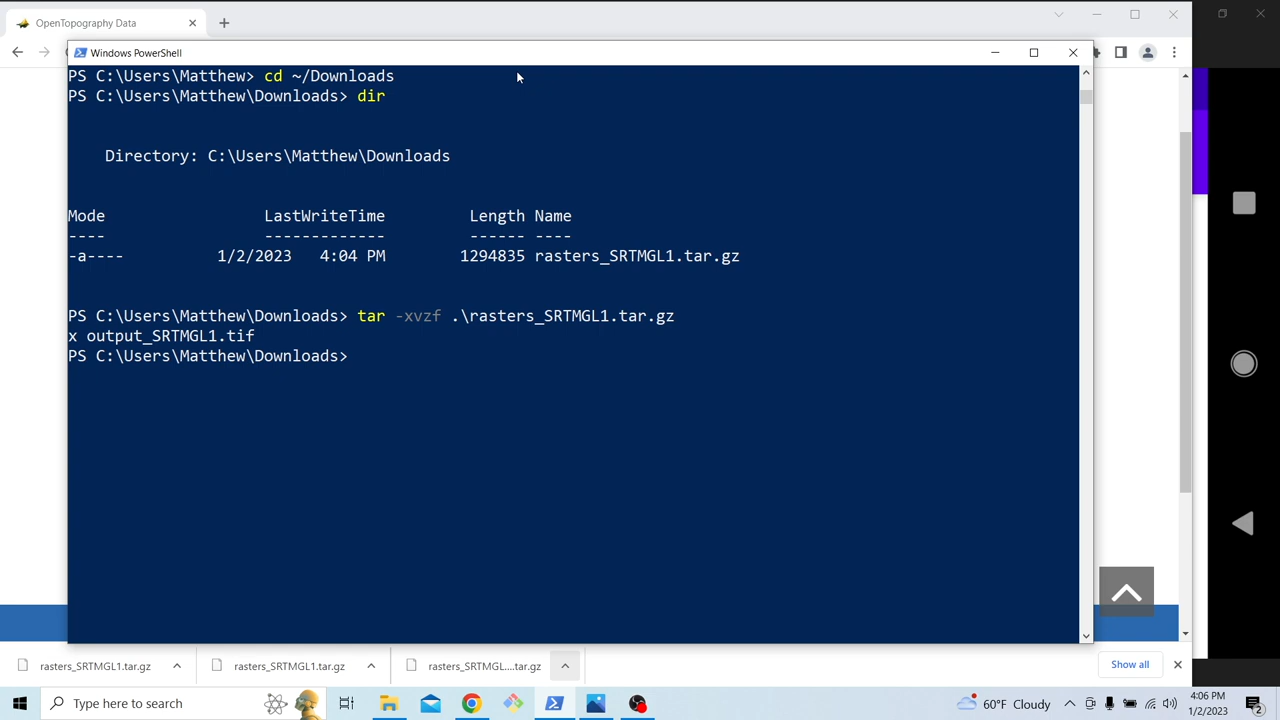 OpenTopography Data
Windows PowerShell
PS C:\Users\Matthew> cd ~/Downloads
PS C:\Users\Matthew\Downloads> dir
Directory: C:\Users\Matthew\Downloads
Mode LastWriteTime Length Name
---- ------------- ------ ----
-a---- 1/2/2023 4:04 PM 1294835 rasters_SRTMGL1.tar.gz
PS C:\Users\Matthew\Downloads> tar -xvzf .\rasters_SRTMGL1.tar.gz
x output_SRTMGL1.tif
PS C:\Users\Matthew\Downloads>
rasters_SRTMGL1.tar.gz rasters_SRTMGL1.tar.gz rasters_SRTMGL....tar.gz Show all
Type here to search 60°F Cloudy 4:06 PM
1/2/2023 2